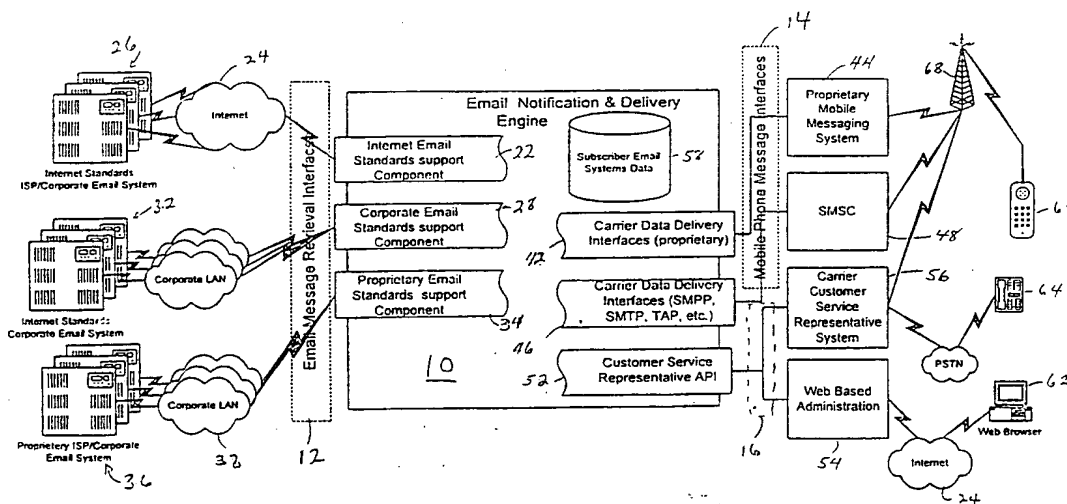 26
24
Internet
Internet Standards
ISP/Corporate Email System
32
Corporate LAN
Internet Standards
Corporate Email System
Corporate LAN
38
Proprietery ISP/Corporate
Email System
36
Email Message Retrieval Interfaces
12
Email Notification & Delivery
Engine
Internet Email
Standards support
Component
22
Subscriber Email
Systems Data
58
Corporate Email
Standards support
Component
28
Carrier Data Delivery
Interfaces (proprietary)
42
Proprietary Email
Standards support
Component
34
Carrier Data Delivery
Interfaces (SMPP,
SMTP, TAP, etc.)
46
10
Customer Service
Representative API
52
14
Mobile Phone Message Interfaces
16
44
Proprietary
Mobile
Messaging
System
SMSC
48
Carrier
Customer
Service
Representative
System
56
Web Based
Administration
54
68
64
PSTN
62
Web Browser
Internet
24